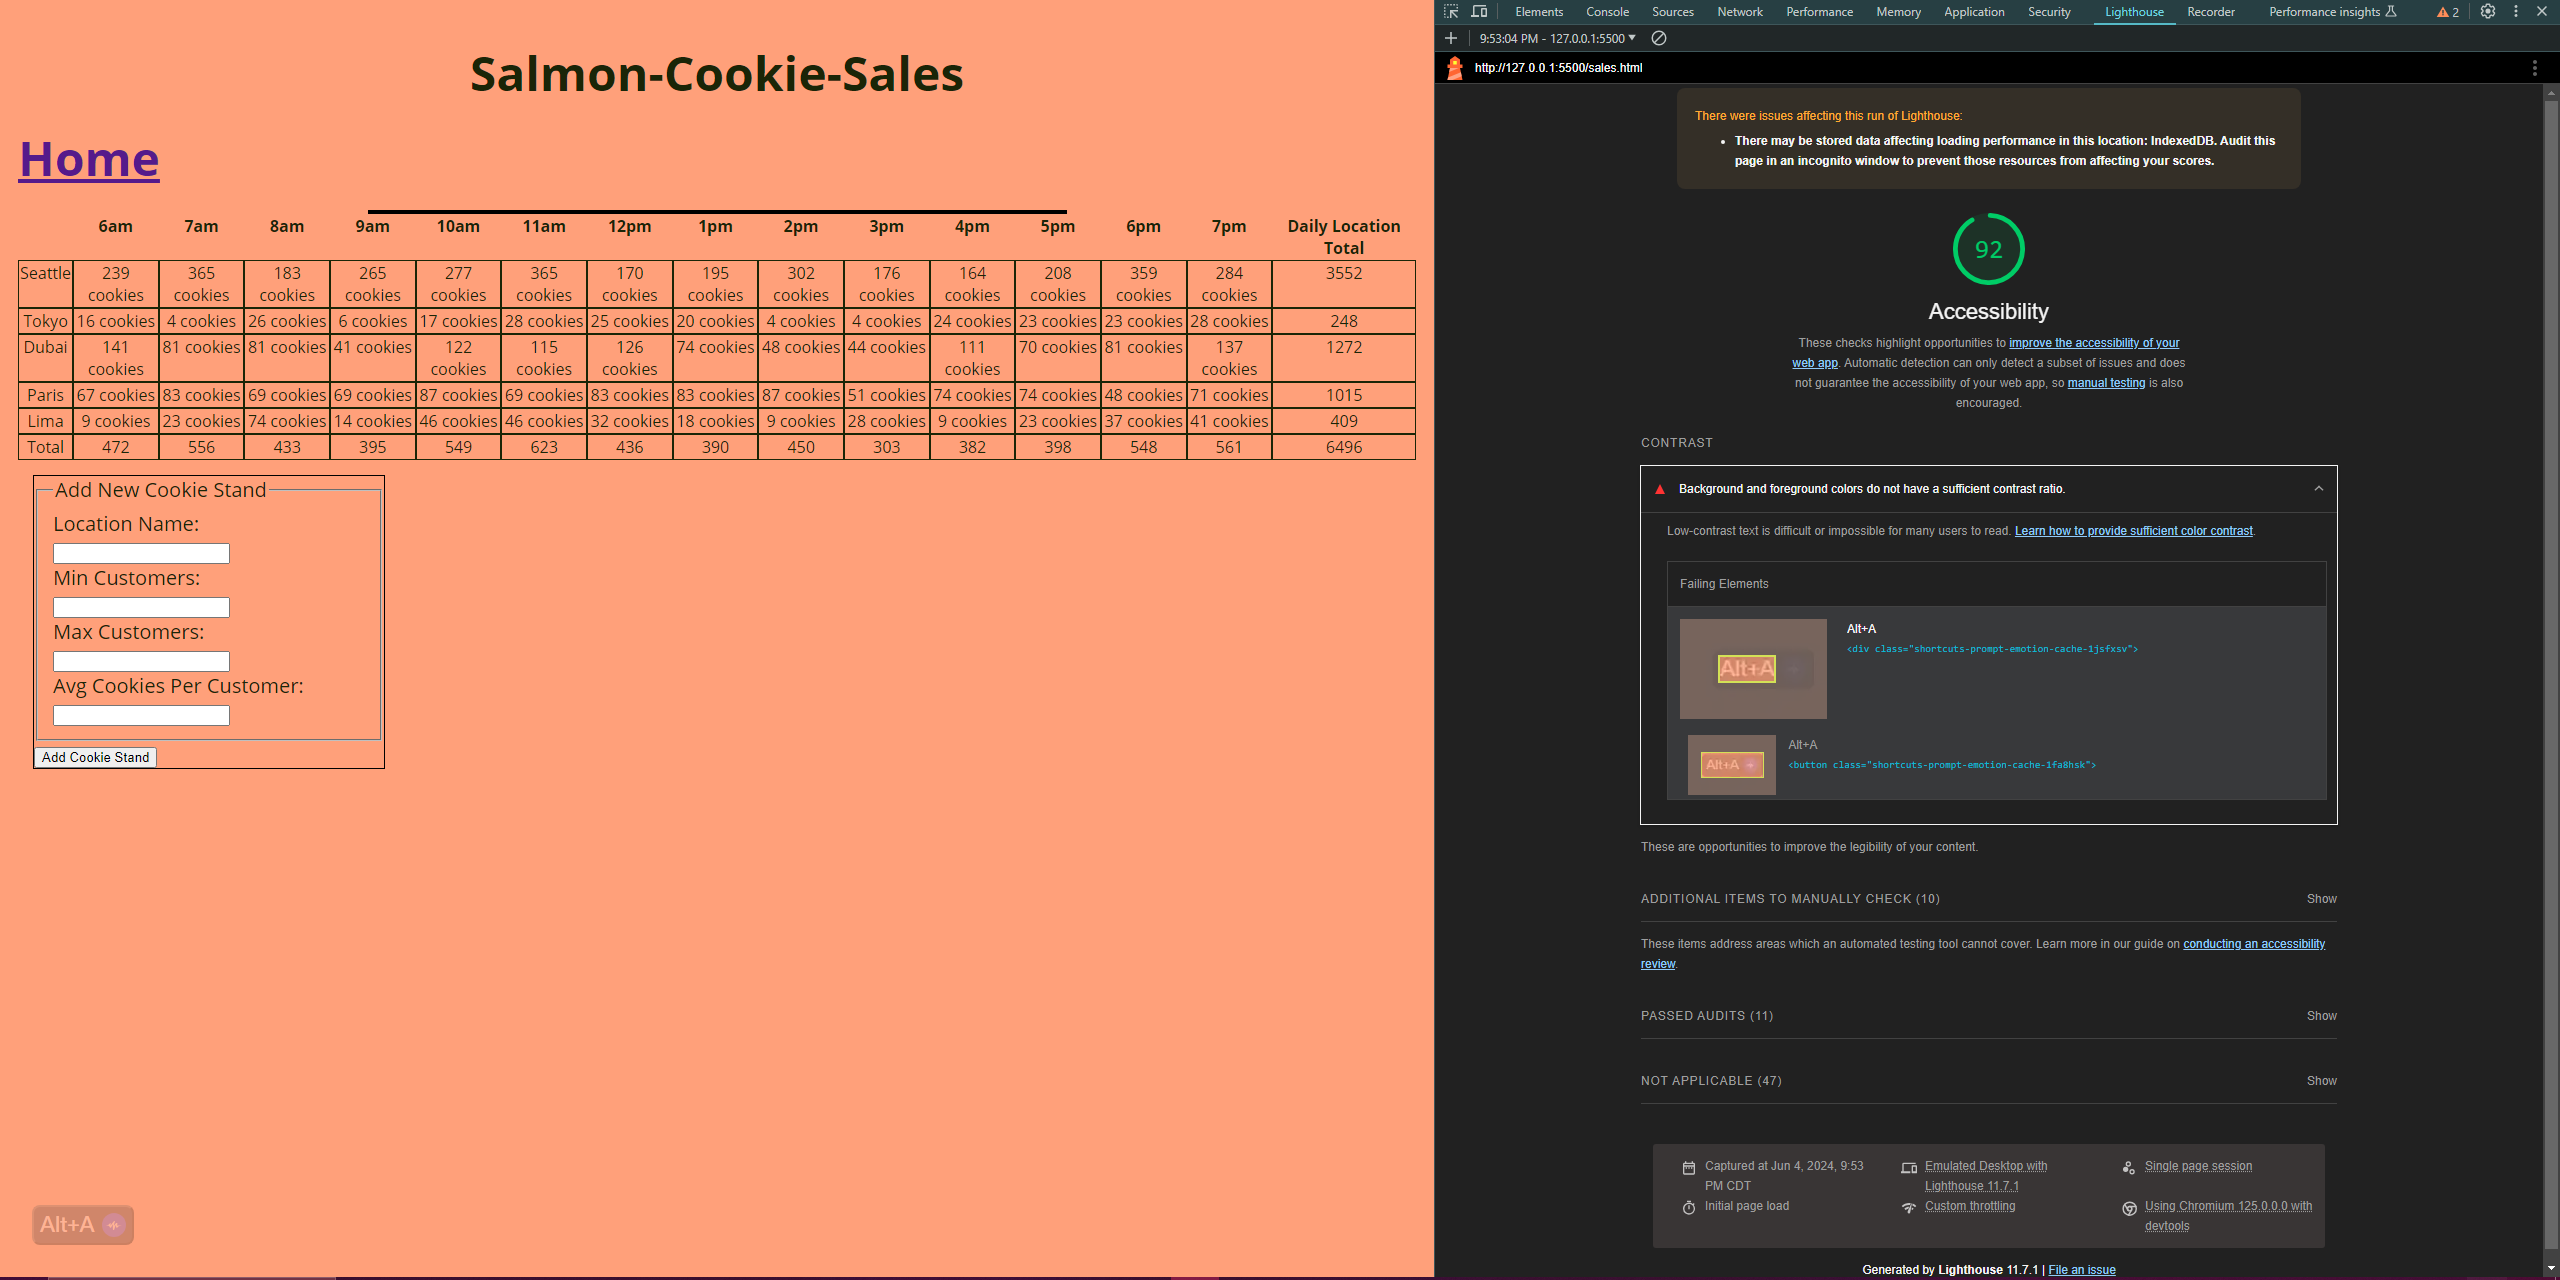 Salmon-Cookie-Sales
Home
6am 7am 8am 9am 10am 11am 12pm 1pm 2pm 3pm 4pm 5pm 6pm 7pm Daily Location Total
Seattle 239 cookies 365 cookies 183 cookies 265 cookies 277 cookies 365 cookies 170 cookies 195 cookies 302 cookies 176 cookies 164 cookies 208 cookies 359 cookies 284 cookies 3552
Tokyo 16 cookies 4 cookies 26 cookies 6 cookies 17 cookies 28 cookies 25 cookies 20 cookies 4 cookies 4 cookies 24 cookies 23 cookies 23 cookies 28 cookies 248
Dubai 141 cookies 81 cookies 81 cookies 41 cookies 122 cookies 115 cookies 126 cookies 74 cookies 48 cookies 44 cookies 111 cookies 70 cookies 81 cookies 137 cookies 1272
Paris 67 cookies 83 cookies 69 cookies 69 cookies 87 cookies 69 cookies 83 cookies 83 cookies 87 cookies 51 cookies 74 cookies 74 cookies 48 cookies 71 cookies 1015
Lima 9 cookies 23 cookies 74 cookies 14 cookies 46 cookies 46 cookies 32 cookies 18 cookies 9 cookies 28 cookies 9 cookies 23 cookies 37 cookies 41 cookies 409
Total 472 556 433 395 549 623 436 390 450 303 382 398 548 561 6496
Add New Cookie Stand
Location Name:
Min Customers:
Max Customers:
Avg Cookies Per Customer:
Add Cookie Stand
Alt+A
Elements Console Sources Network Performance Memory Application Security Lighthouse Recorder Performance insights 2
9:53:04 PM - 127.0.0.1:5500
http://127.0.0.1:5500/sales.html
There were issues affecting this run of Lighthouse:
• There may be stored data affecting loading performance in this location: IndexedDB. Audit this
page in an incognito window to prevent those resources from affecting your scores.
92
Accessibility
These checks highlight opportunities to improve the accessibility of your
web app. Automatic detection can only detect a subset of issues and does
not guarantee the accessibility of your web app, so manual testing is also
encouraged.
CONTRAST
Background and foreground colors do not have a sufficient contrast ratio.
Low-contrast text is difficult or impossible for many users to read. Learn how to provide sufficient color contrast.
Failing Elements
Alt+A
Alt+A
<div class="shortcuts-prompt-emotion-cache-1jsfxsv">
Alt+A
Alt+A
<button class="shortcuts-prompt-emotion-cache-1fa8hsk">
These are opportunities to improve the legibility of your content.
ADDITIONAL ITEMS TO MANUALLY CHECK (10) Show
These items address areas which an automated testing tool cannot cover. Learn more in our guide on conducting an accessibility
review.
PASSED AUDITS (11) Show
NOT APPLICABLE (47) Show
Captured at Jun 4, 2024, 9:53
PM CDT
Emulated Desktop with
Lighthouse 11.7.1
Single page session
Initial page load
Custom throttling
Using Chromium 125.0.0.0 with
devtools
Generated by Lighthouse 11.7.1 | File an issue